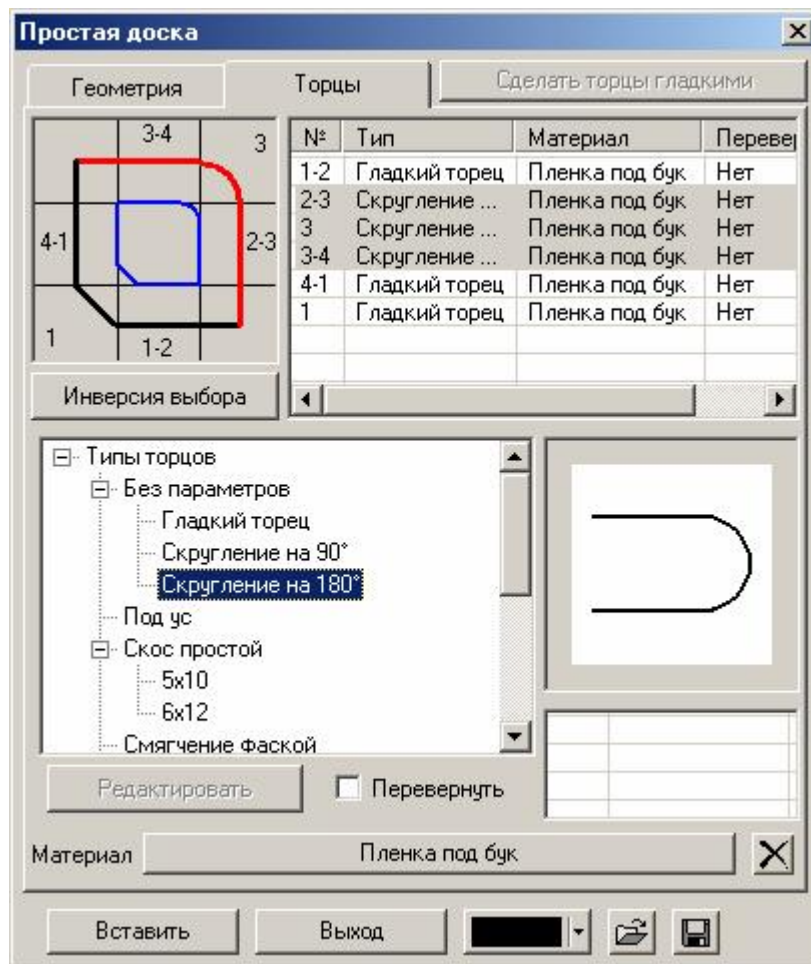 Простая доска
Геометрия Торцы Сделать торцы гладкими
3-4 3
4-1 2-3
1 1-2
Инверсия выбора
№ Тип Материал Перевер
1-2 Гладкий торец Пленка под бук Нет
2-3 Скругление ... Пленка под бук Нет
3 Скругление ... Пленка под бук Нет
3-4 Скругление ... Пленка под бук Нет
4-1 Гладкий торец Пленка под бук Нет
1 Гладкий торец Пленка под бук Нет
Типы торцов
Без параметров
Гладкий торец
Скругление на 90°
Скругление на 180°
Под ус
Скос простой
5x10
6x12
Смягчение фаской
Редактировать Перевернуть
Материал Пленка под бук
Вставить Выход